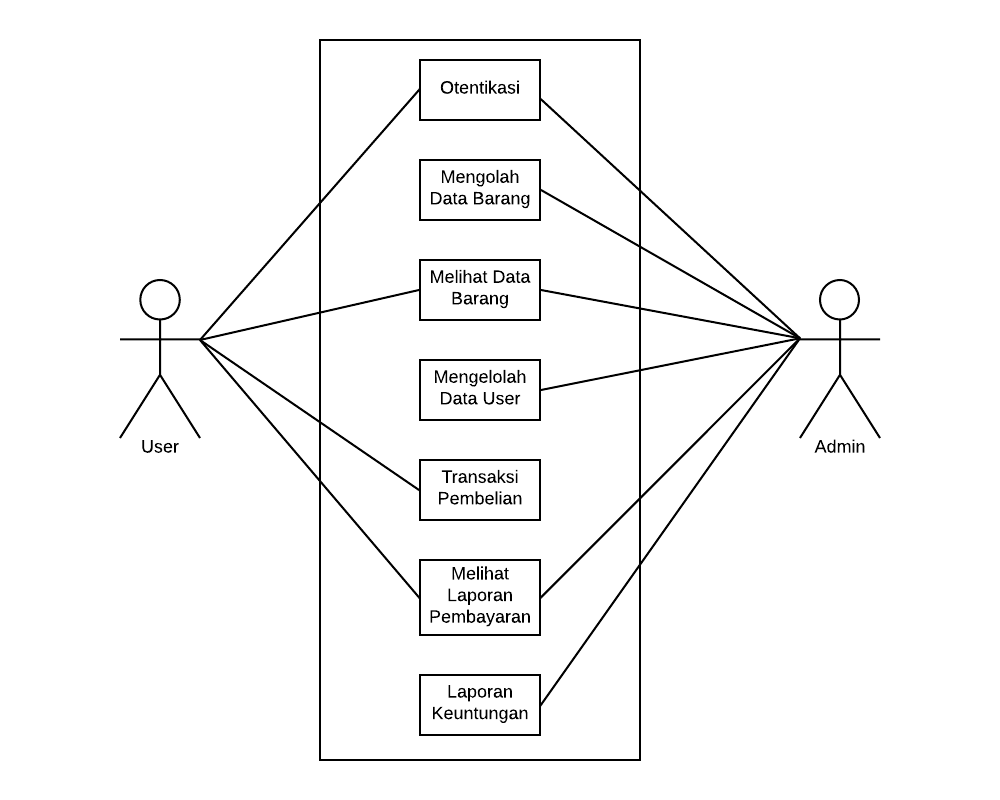 Otentikasi
Mengolah
Data Barang
Melihat Data
Barang
Mengelolah
Data User
User
Admin
Transaksi
Pembelian
Melihat
Laporan
Pembayaran
Laporan
Keuntungan